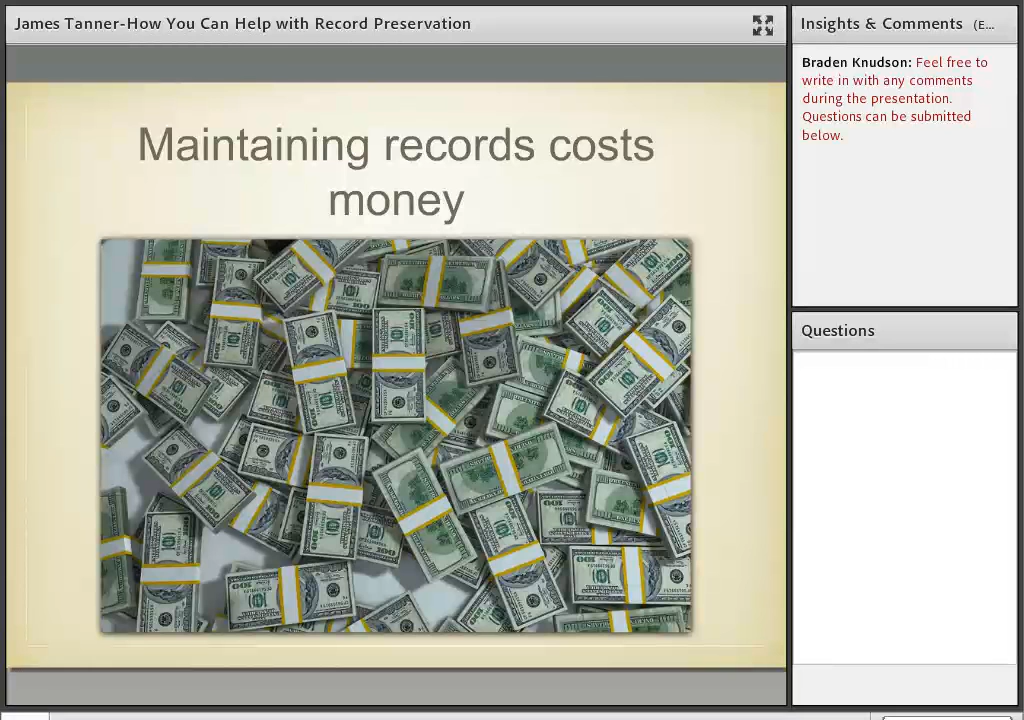 James Tanner-How You Can Help with Record Preservation
Maintaining records costs
money
Insights & Comments (E...
Braden Knudson: Feel free to
write in with any comments
during the presentation.
Questions can be submitted
below.
Questions